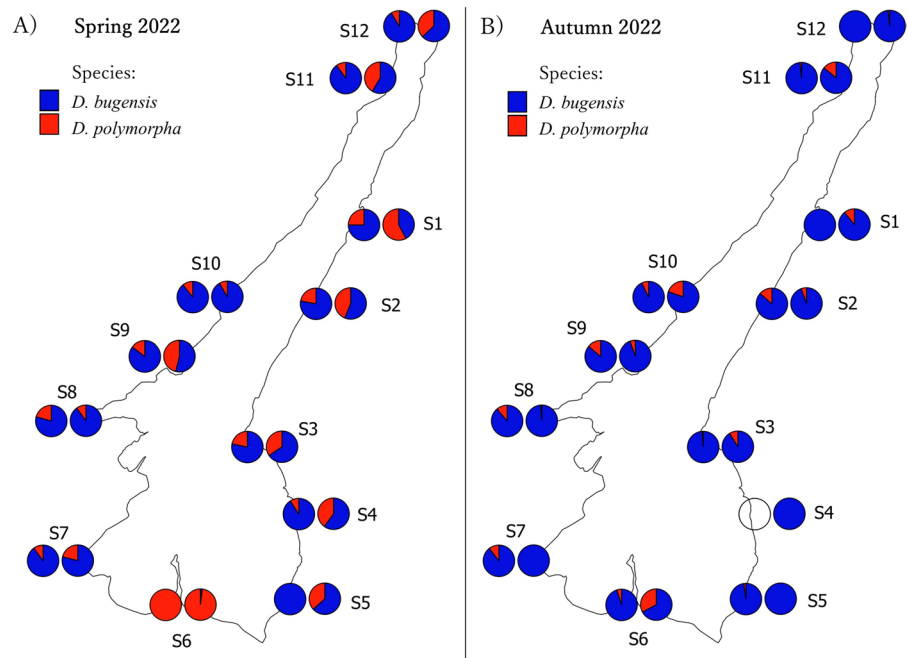 A) Spring 2022
Species:
D. bugensis
D. polymorpha
S12
S11
S1
S10
S2
S9
S8
S3
S4
S7
S5
S6
B) Autumn 2022
Species:
D. bugensis
D. polymorpha
S12
S11
S1
S10
S2
S9
S8
S3
S4
S7
S5
S6